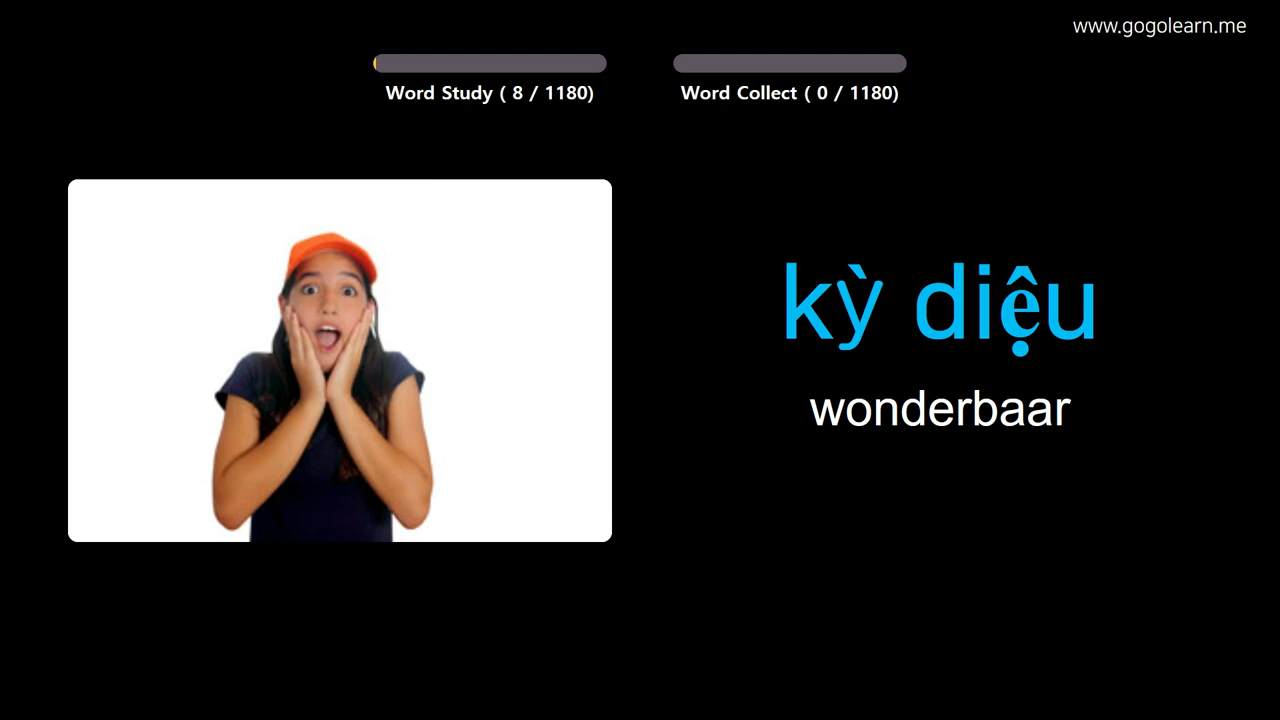 www.gogolearn.me
Word Study ( 8 / 1180)
Word Collect ( 0 / 1180)
kỳ diệu
wonderbaar